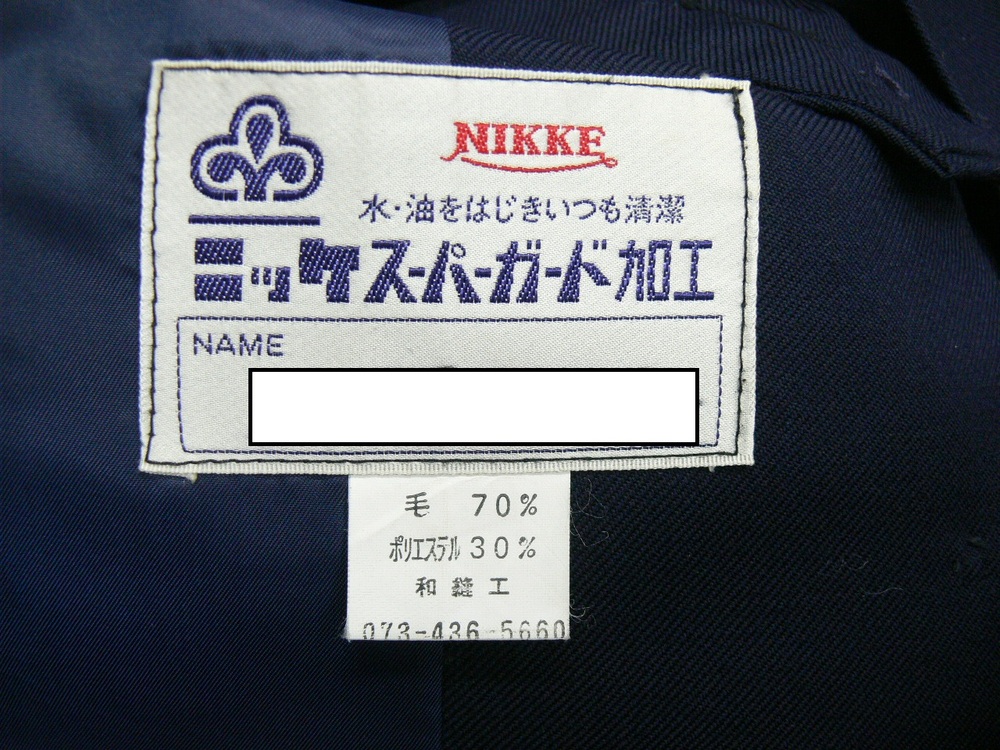 NIKKE
水・油をはじきいつも清潔
ニッケスーパーガード加工
NAME
毛 70%
ポリエステル 30%
和縫工
073-436-5660